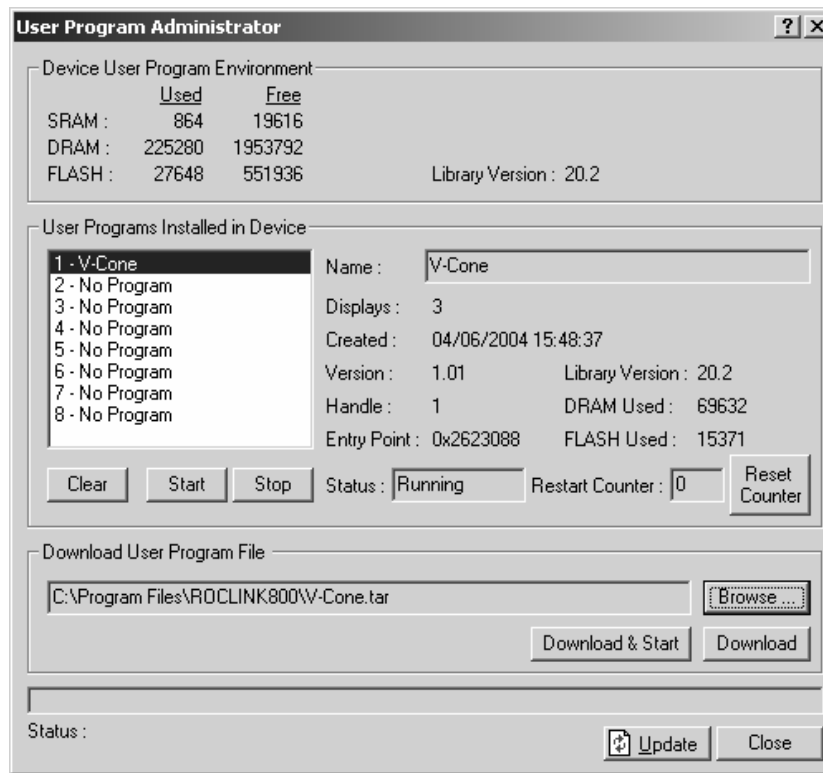 User Program Administrator
Device User Program Environment
Used Free
SRAM : 864 19616
DRAM : 225280 1953792
FLASH : 27648 551936 Library Version : 20.2
User Programs Installed in Device
1 - V-Cone
2 - No Program
3 - No Program
4 - No Program
5 - No Program
6 - No Program
7 - No Program
8 - No Program
Name : V-Cone
Displays : 3
Created : 04/06/2004 15:48:37
Version : 1.01 Library Version : 20.2
Handle : 1 DRAM Used : 69632
Entry Point : 0x2623088 FLASH Used : 15371
Clear Start Stop Status : Running Restart Counter : 0 Reset Counter
Download User Program File
C:\Program Files\ROCLINK800\V-Cone.tar Browse ...
Download & Start Download
Status :
Update Close